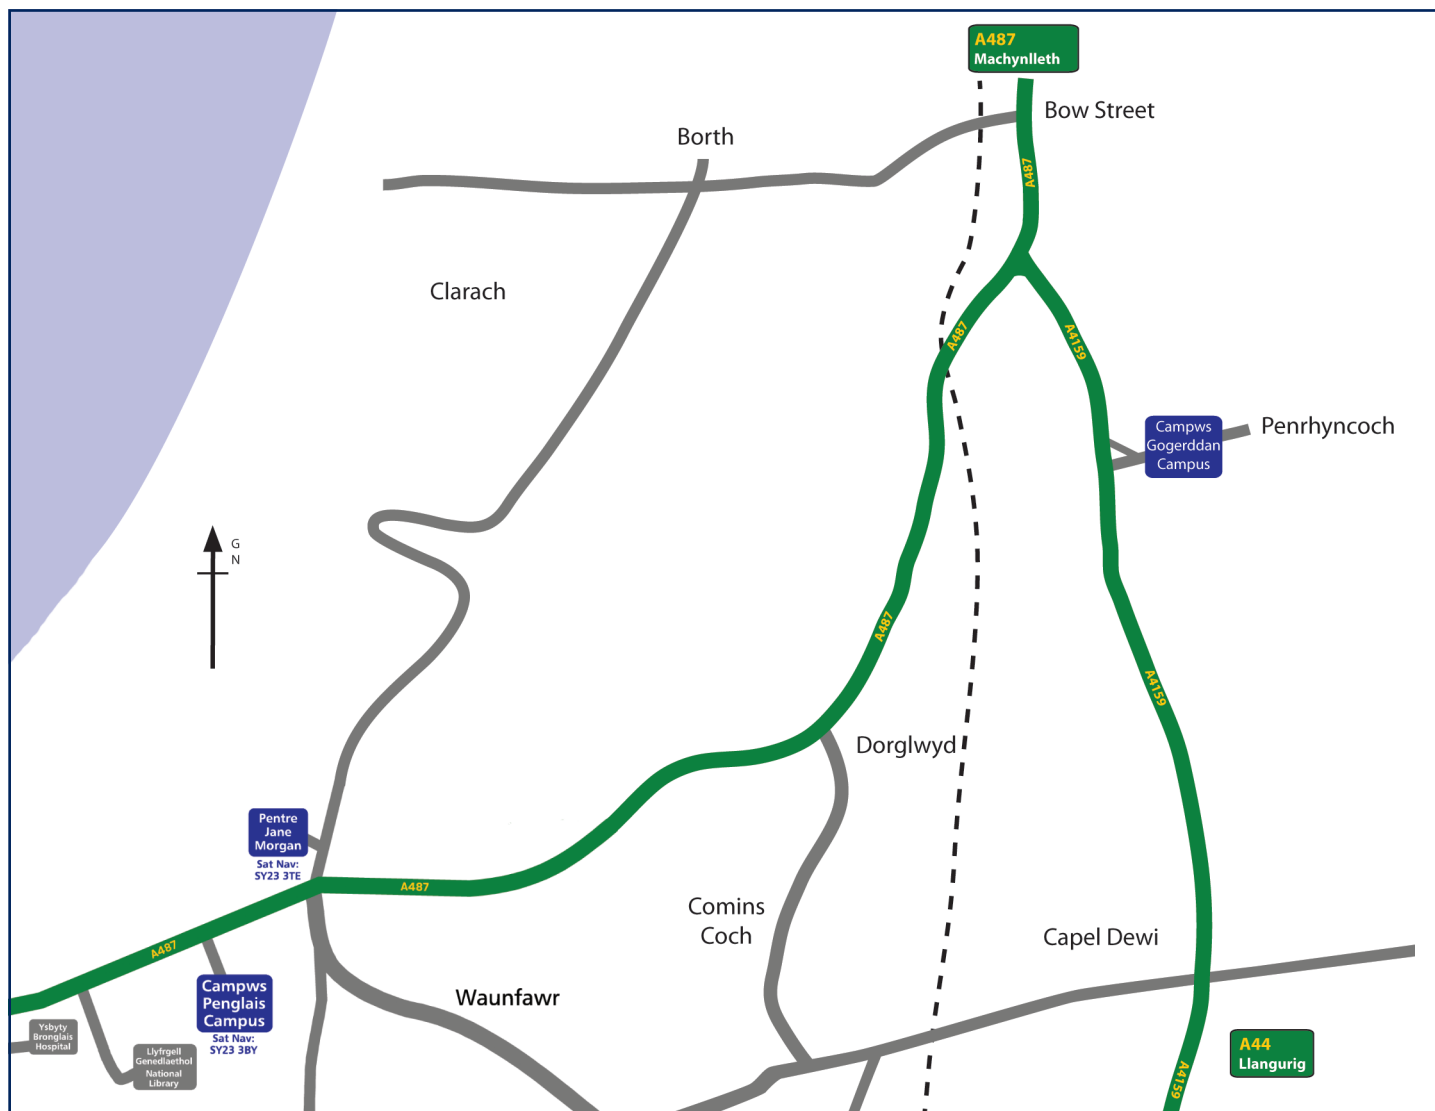 A487
Machynlleth
Bow Street
Borth
A487
Clarach
A487
A4159
Campws
Gogerddan
Campus
Penrhyncoch
G
N
A487
A4159
Dorglwyd
Pentre
Jane
Morgan
Sat Nav:
SY23 3TE
A487
Comins
Coch
Capel Dewi
A487
Campws
Penglais
Campus
Sat Nav:
SY23 3BY
Waunfawr
Ysbyty
Bronglais
Hospital
Llyfrgell
Genedlaethol
National
Library
A44
Llangurig
A4159